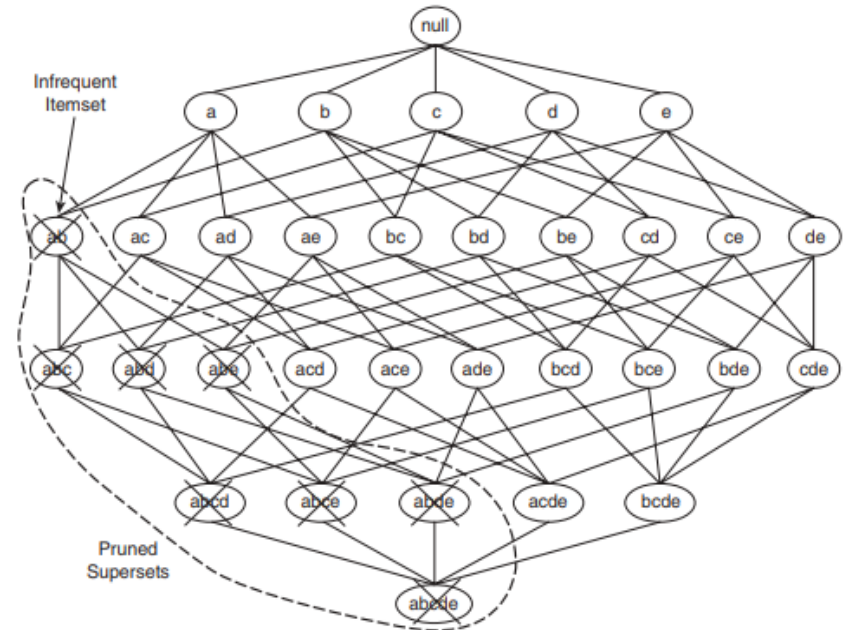 null
Infrequent
Itemset
a b c d e
ab ac ad ae bc bd be cd ce de
abc abd abe acd ace ade bcd bce bde cde
abcd abce abde acde bcde
Pruned
Supersets
abcde